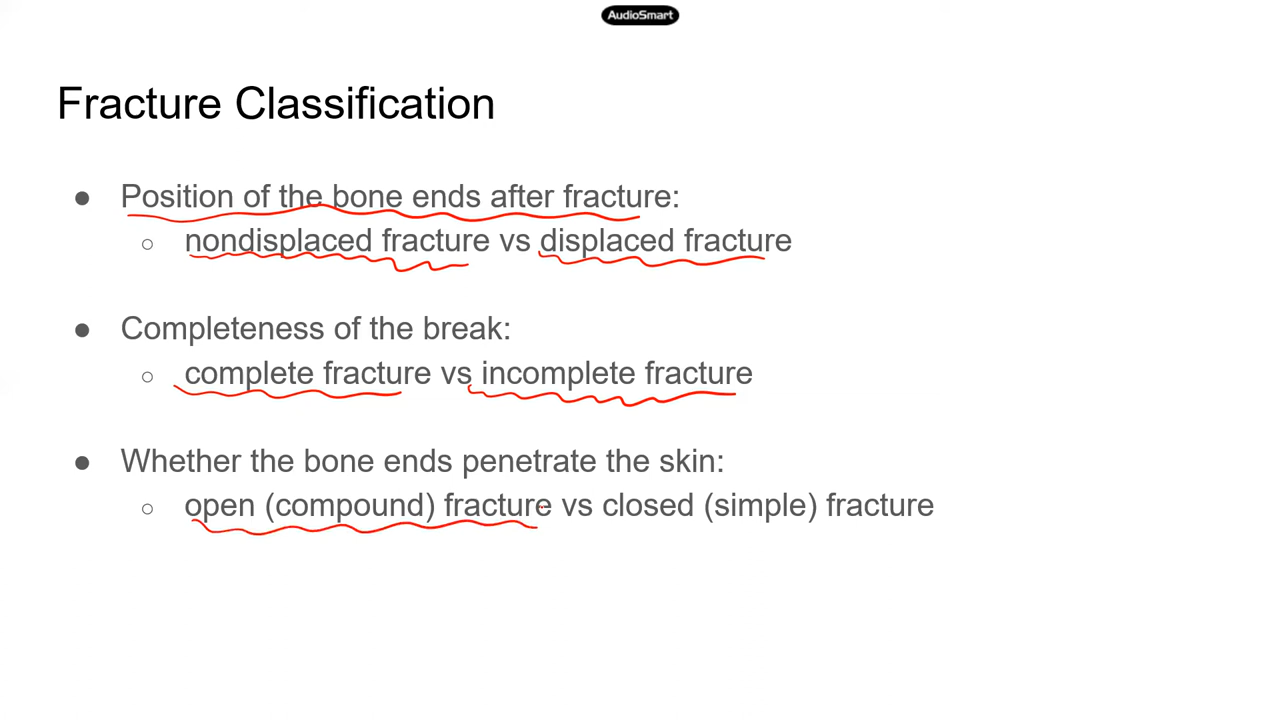 AudioSmart
Fracture Classification
● Position of the bone ends after fracture:
○ nondisplaced fracture vs displaced fracture
● Completeness of the break:
○ complete fracture vs incomplete fracture
● Whether the bone ends penetrate the skin:
○ open (compound) fracture vs closed (simple) fracture